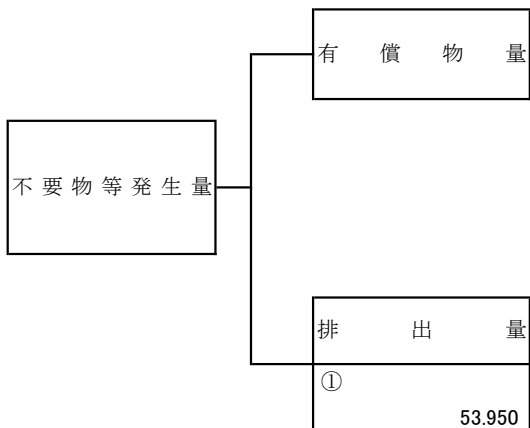 有償物量
不要物等発生量
排出量
①
53.950